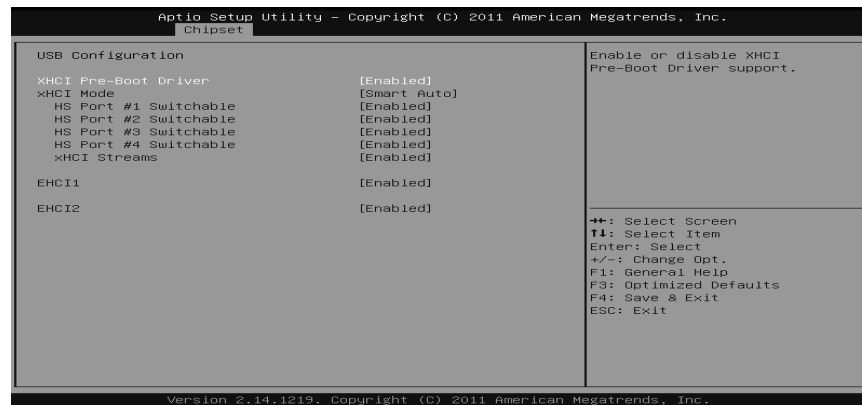 Aptio Setup Utility – Copyright (C) 2011 American Megatrends, Inc.
Chipset
USB Configuration
XHCI Pre-Boot Driver [Enabled]
xHCI Mode [Smart Auto]
HS Port #1 Switchable [Enabled]
HS Port #2 Switchable [Enabled]
HS Port #3 Switchable [Enabled]
HS Port #4 Switchable [Enabled]
xHCI Streams [Enabled]
EHCI1 [Enabled]
EHCI2 [Enabled]
Enable or disable XHCI
Pre-Boot Driver support.
→←: Select Screen
↑↓: Select Item
Enter: Select
+/-: Change Opt.
F1: General Help
F3: Optimized Defaults
F4: Save & Exit
ESC: Exit
Version 2.14.1219. Copyright (C) 2011 American Megatrends, Inc.